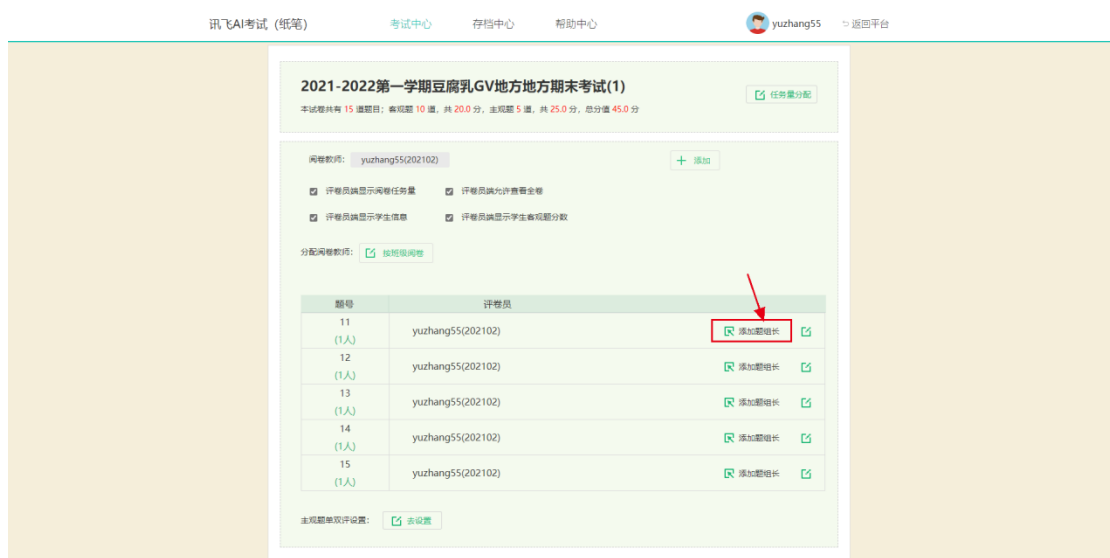 讯飞AI考试（纸笔） 考试中心 存档中心 帮助中心 yuzhang55 返回平台
2021-2022第一学期豆腐乳GV地方地方期末考试(1)
任务量分配
本试卷共有 15 道题目；客观题 10 道，共 20.0 分，主观题 5 道，共 25.0 分，总分值 45.0 分
阅卷教师： yuzhang55(202102) 添加
评卷员端显示阅卷任务量 评卷员端允许查看全卷
评卷员端显示学生信息 评卷员端显示学生客观题分数
分配阅卷教师： 按班级阅卷
题号 评卷员
11
(1人) yuzhang55(202102) 添加题组长
12
(1人) yuzhang55(202102) 添加题组长
13
(1人) yuzhang55(202102) 添加题组长
14
(1人) yuzhang55(202102) 添加题组长
15
(1人) yuzhang55(202102) 添加题组长
主观题单双评设置： 去设置